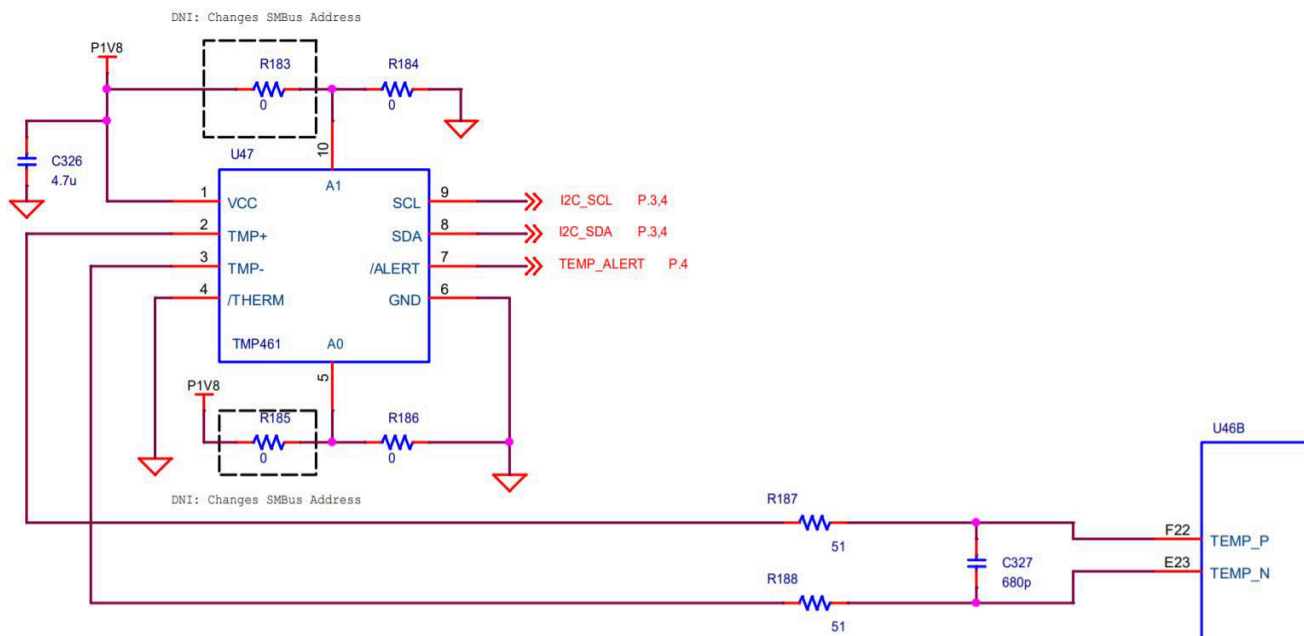 DNI: Changes SMBus Address
P1V8
R183
R184
0
0
C326
4.7u
U47
10
A1
1
VCC
SCL
9
I2C_SCL P.3,4
2
TMP+
SDA
8
I2C_SDA P.3,4
3
TMP-
/ALERT
7
TEMP_ALERT P.4
4
/THERM
GND
6
TMP461
A0
5
P1V8
R185
R186
0
0
DNI: Changes SMBus Address
U46B
R187
51
F22
TEMP_P
C327
680p
E23
TEMP_N
R188
51